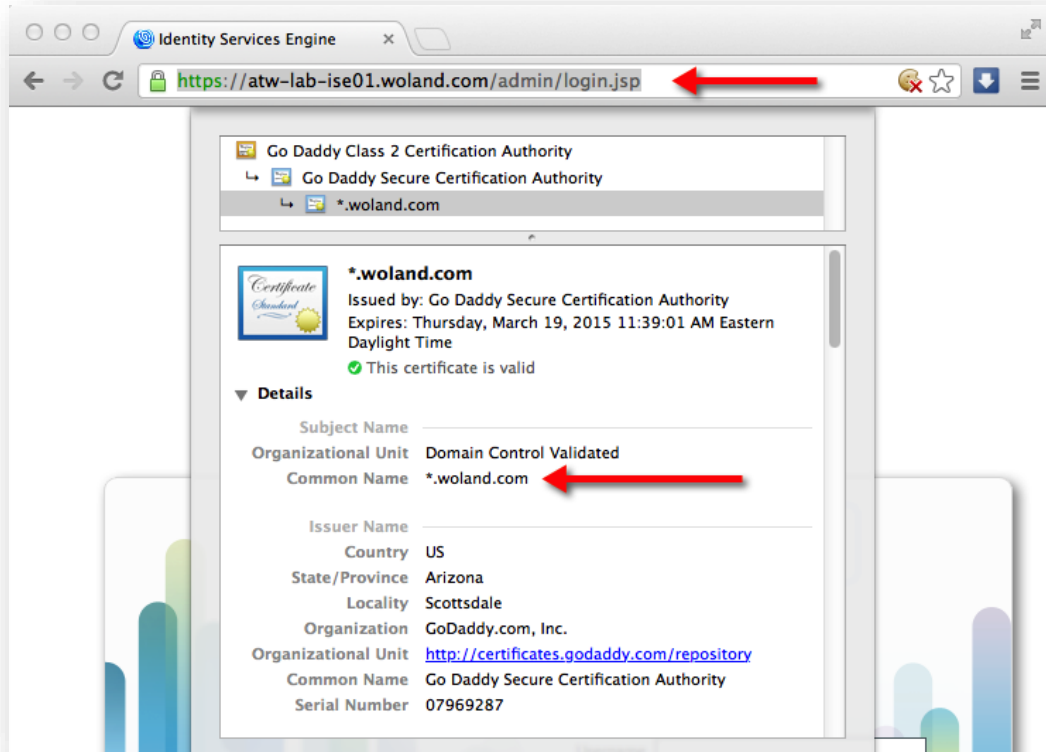 Identity Services Engine
https://atw-lab-ise01.woland.com/admin/login.jsp
Go Daddy Class 2 Certification Authority
Go Daddy Secure Certification Authority
*.woland.com
Certificate
Standard
*.woland.com
Issued by: Go Daddy Secure Certification Authority
Expires: Thursday, March 19, 2015 11:39:01 AM Eastern
Daylight Time
This certificate is valid
Details
Subject Name
Organizational Unit Domain Control Validated
Common Name *.woland.com
Issuer Name
Country US
State/Province Arizona
Locality Scottsdale
Organization GoDaddy.com, Inc.
Organizational Unit http://certificates.godaddy.com/repository
Common Name Go Daddy Secure Certification Authority
Serial Number 07969287